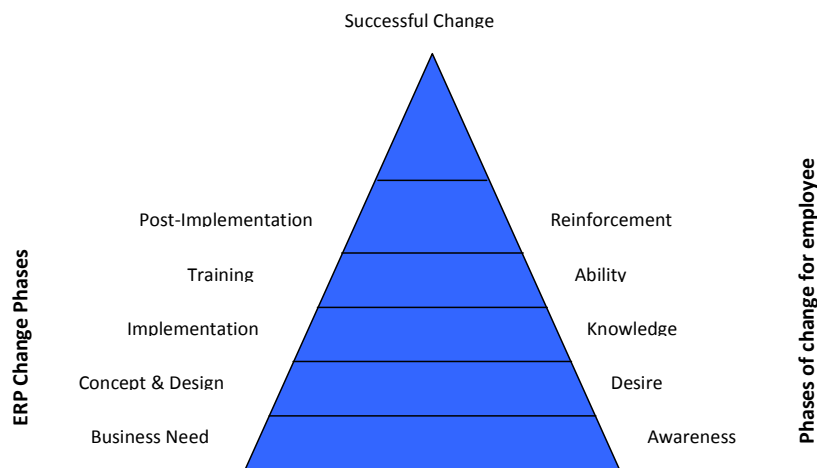 Successful Change
Post-Implementation
Reinforcement
Training
Ability
Implementation
Knowledge
Concept & Design
Desire
Business Need
Awareness
ERP Change Phases
Phases of change for employee